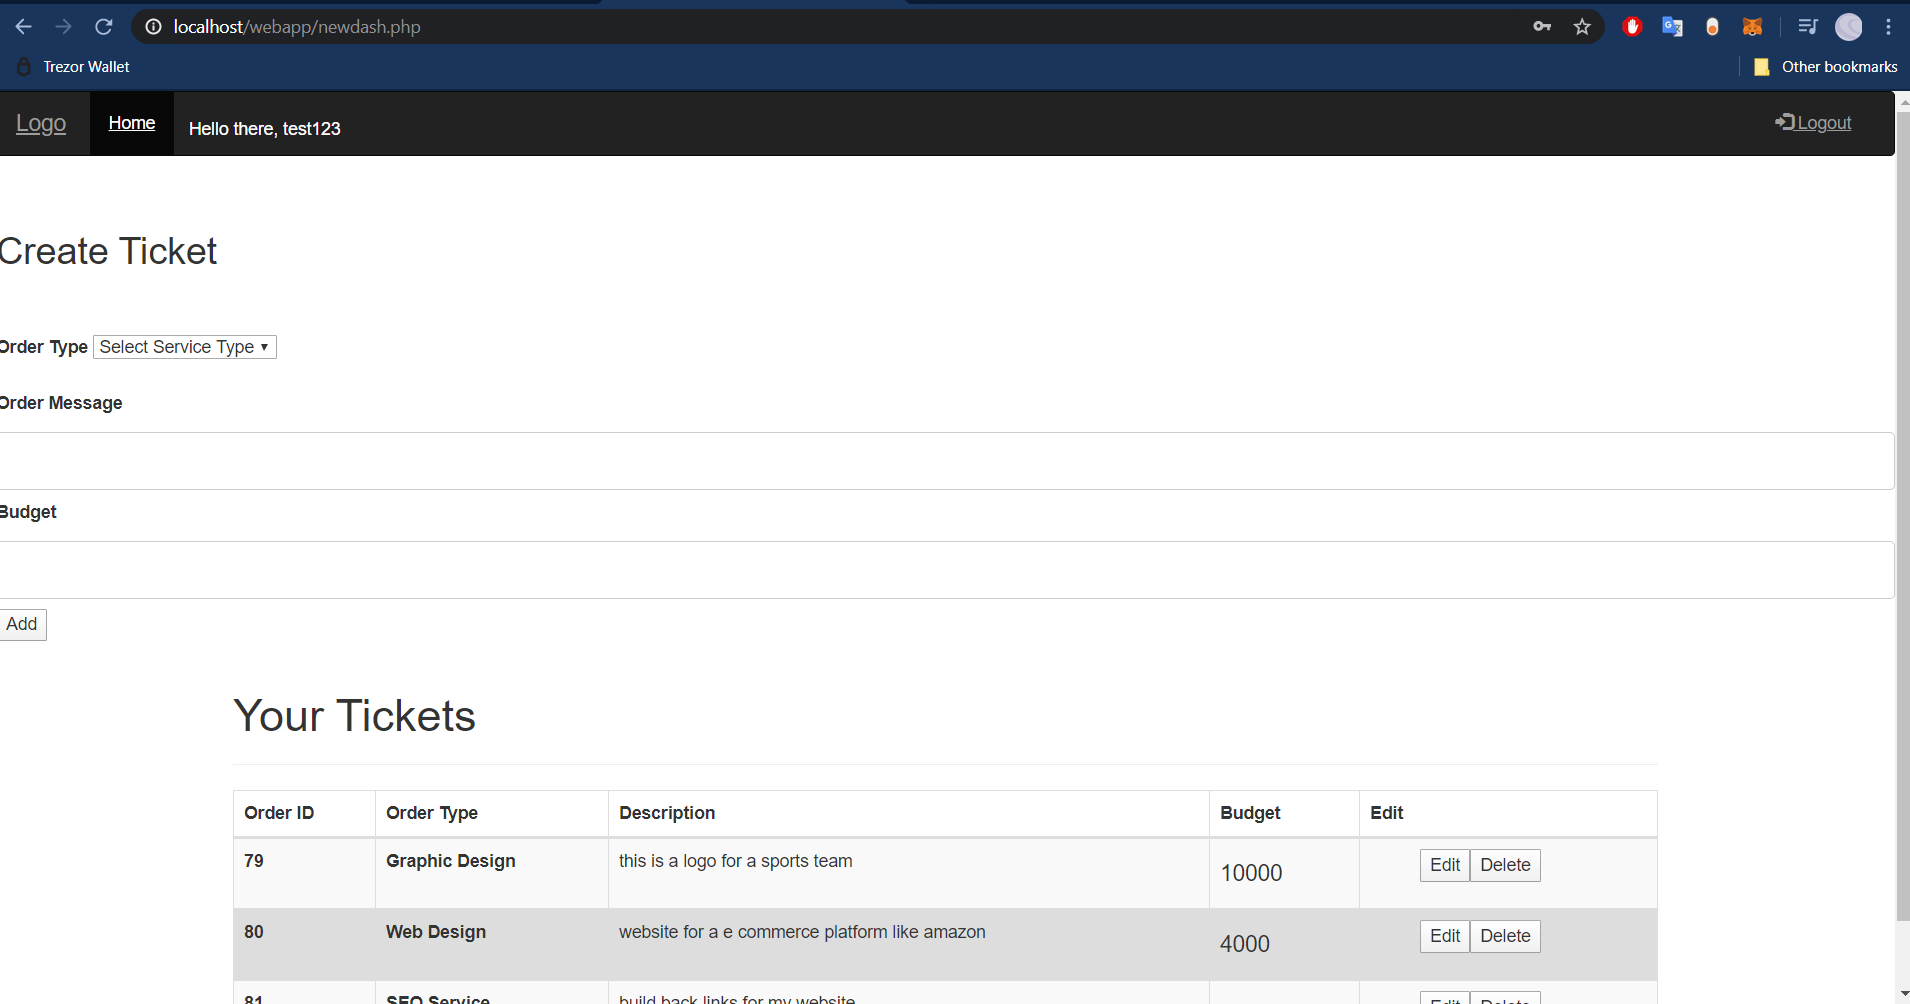 localhost/webapp/newdash.php
Trezor Wallet
Other bookmarks
Logo
Home
Hello there, test123
Logout
Create Ticket
Order Type
Select Service Type
Order Message
Budget
Add
Your Tickets
Order ID Order Type Description Budget Edit
79 Graphic Design this is a logo for a sports team 10000 Edit Delete
80 Web Design website for a e commerce platform like amazon 4000 Edit Delete
81 SEO Service build back links for my website Edit Delete